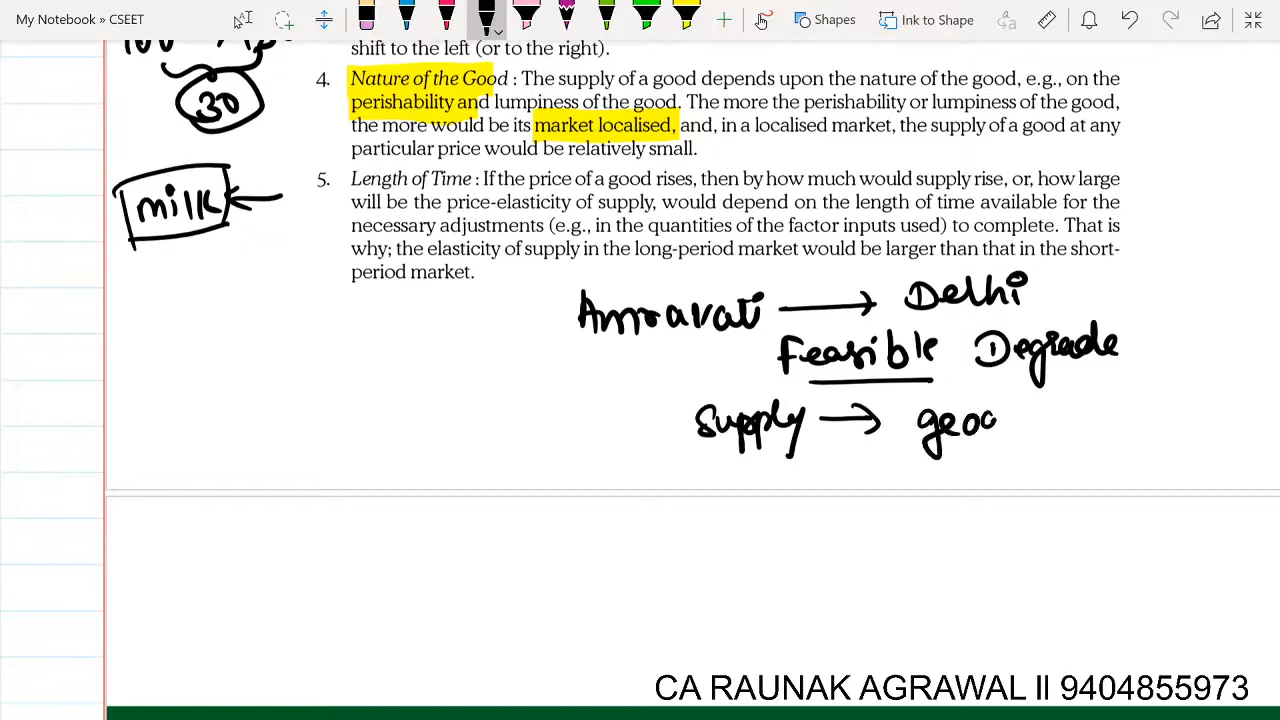 My Notebook » CSEET
Shapes
Ink to Shape
shift to the left (or to the right).
4. Nature of the Good : The supply of a good depends upon the nature of the good, e.g., on the
perishability and lumpiness of the good. The more the perishability or lumpiness of the good,
the more would be its market localised, and, in a localised market, the supply of a good at any
particular price would be relatively small.
30
milk
5. Length of Time : If the price of a good rises, then by how much would supply rise, or, how large
will be the price-elasticity of supply, would depend on the length of time available for the
necessary adjustments (e.g., in the quantities of the factor inputs used) to complete. That is
why; the elasticity of supply in the long-period market would be larger than that in the short-
period market.
Amravati → Delhi
Feasible Degrade
Supply → geoc
CA RAUNAK AGRAWAL II 9404855973